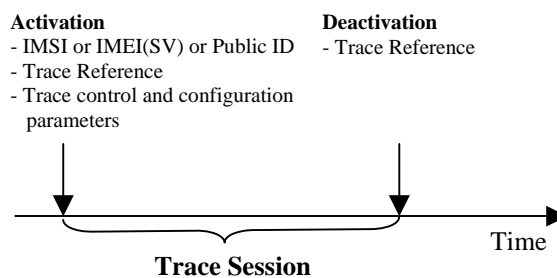 Activation
- IMSI or IMEI(SV) or Public ID
- Trace Reference
- Trace control and configuration
parameters
Deactivation
- Trace Reference
Time
Trace Session